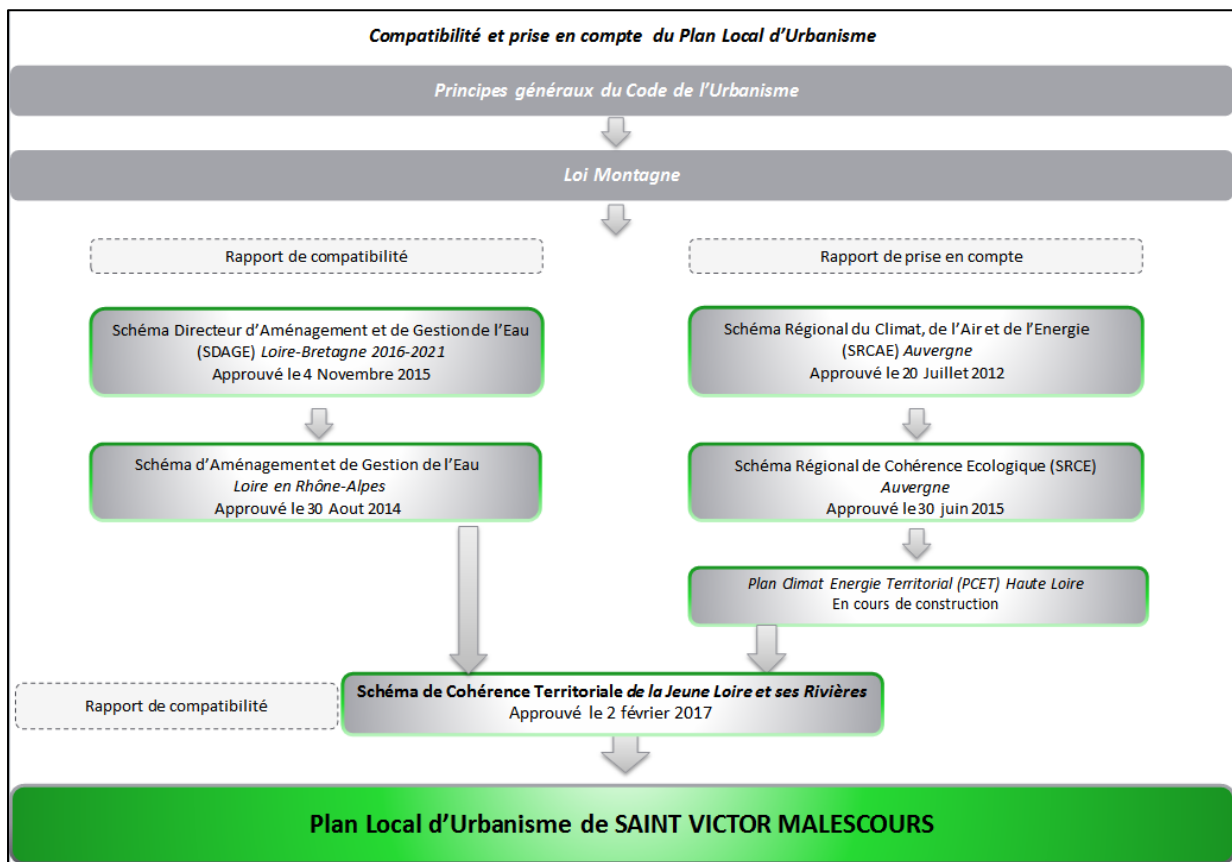 Compatibilité et prise en compte du Plan Local d'Urbanisme
Principes généraux du Code de l'Urbanisme
Loi Montagne
Rapport de compatibilité
Schéma Directeur d'Aménagement et de Gestion de l'Eau
(SDAGE) Loire-Bretagne 2016-2021
Approuvé le 4 Novembre 2015
Schéma d'Aménagement et de Gestion de l'Eau
Loire en Rhône-Alpes
Approuvé le 30 Aout 2014
Rapport de prise en compte
Schéma Régional du Climat, de l'Air et de l'Energie
(SRCAE) Auvergne
Approuvé le 20 Juillet 2012
Schéma Régional de Cohérence Ecologique (SRCE)
Auvergne
Approuvé le 30 juin 2015
Plan Climat Energie Territorial (PCET) Haute Loire
En cours de construction
Rapport de compatibilité
Schéma de Cohérence Territoriale de la Jeune Loire et ses Rivières
Approuvé le 2 février 2017
Plan Local d'Urbanisme de SAINT VICTOR MALESCOURS